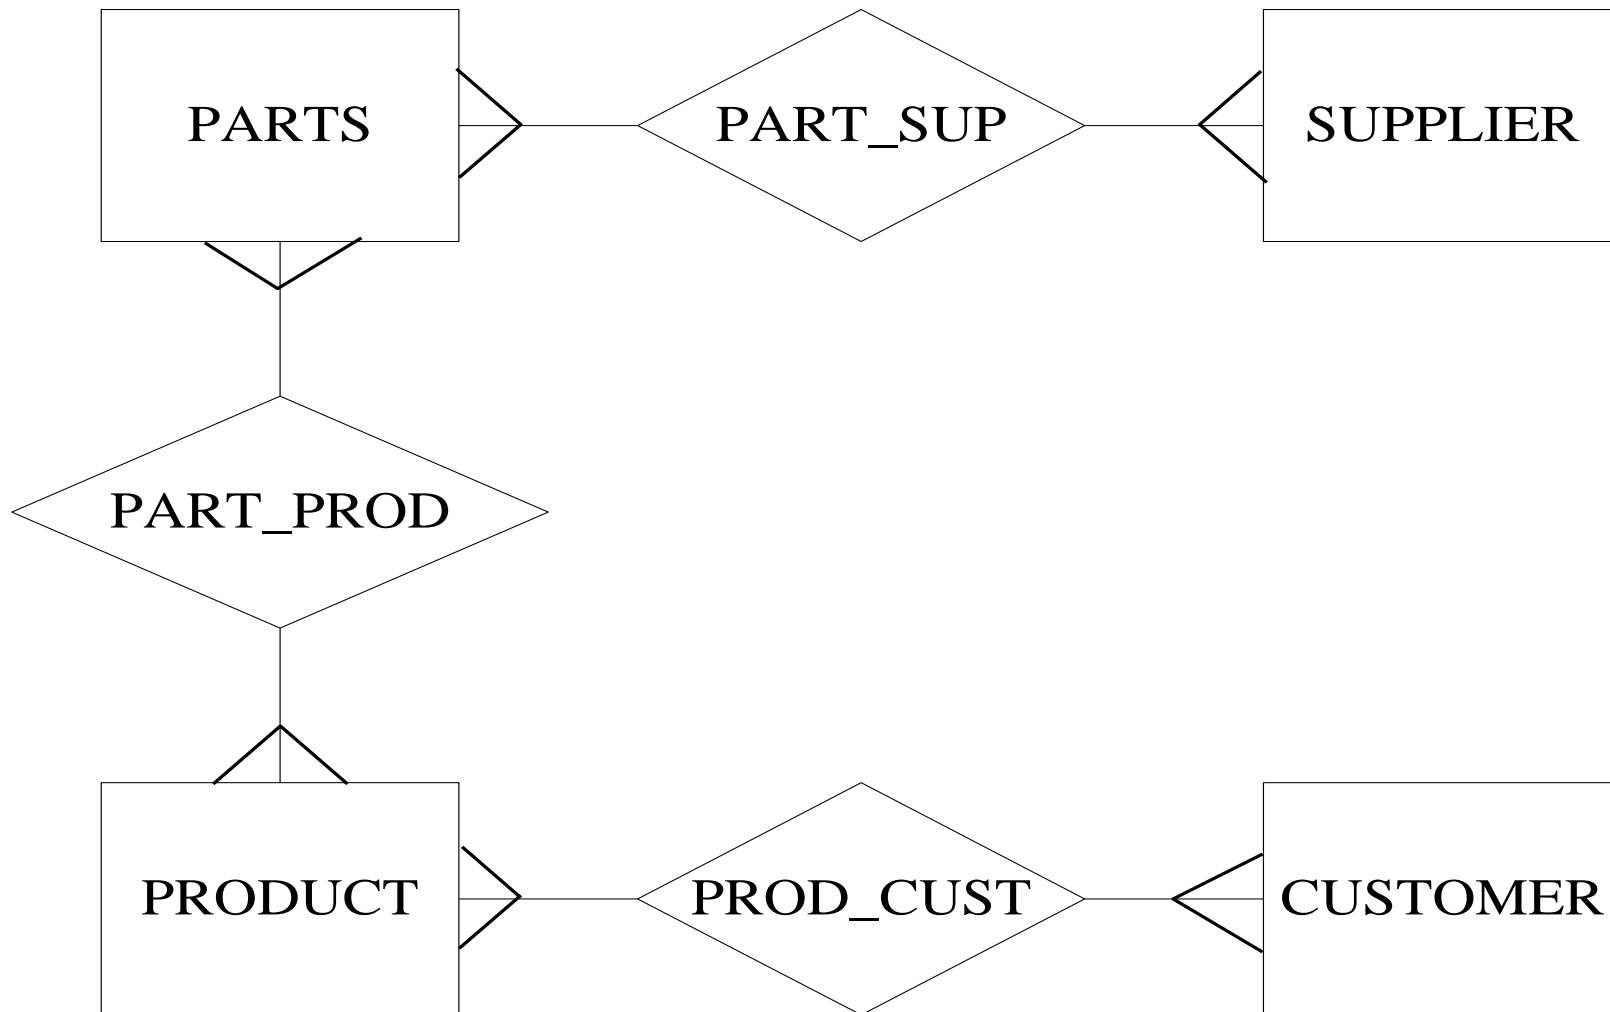 PARTS
PART_SUP
SUPPLIER
PART_PROD
PRODUCT
PROD_CUST
CUSTOMER